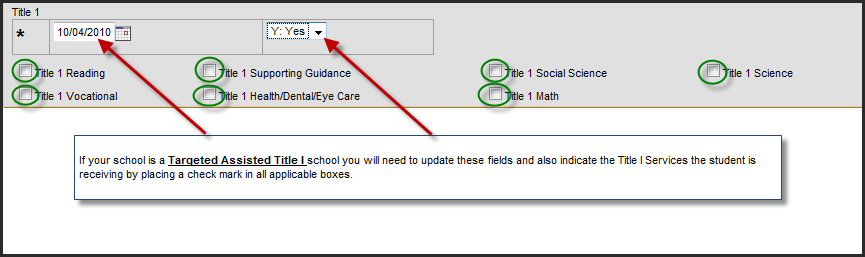 Title 1
* 10/04/2010 Y: Yes
Title 1 Reading Title 1 Supporting Guidance Title 1 Social Science Title 1 Science
Title 1 Vocational Title 1 Health/Dental/Eye Care Title 1 Math
If your school is a Targeted Assisted Title I school you will need to update these fields and also indicate the Title I Services the student is
receiving by placing a check mark in all applicable boxes.